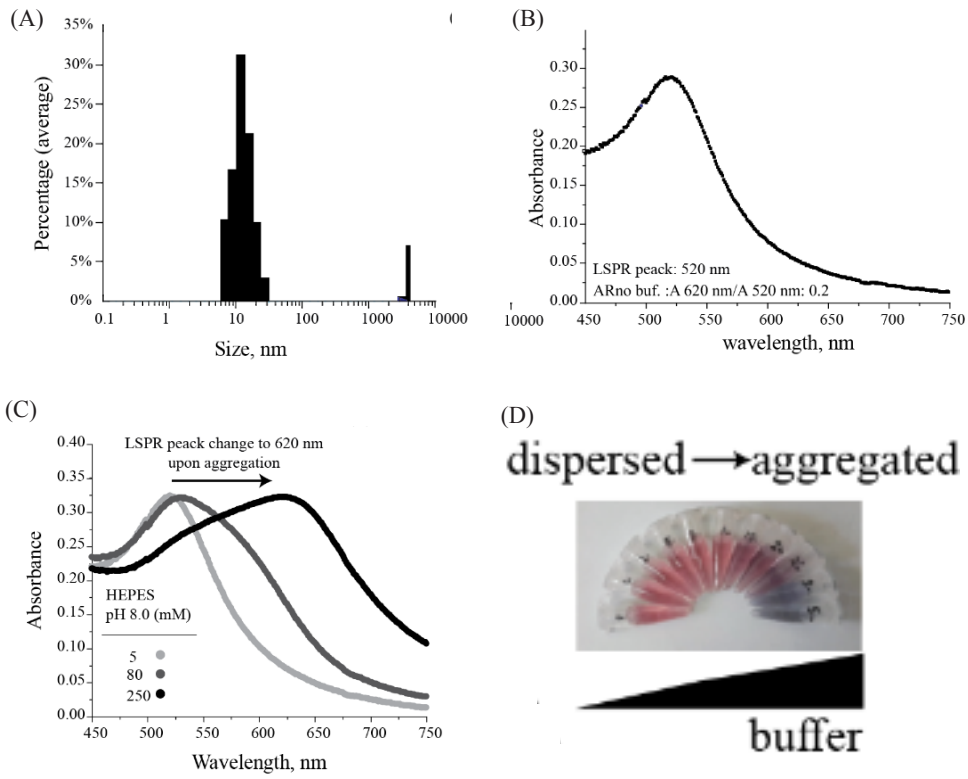 (A)
35%
30%
25%
20%
15%
10%
5%
0%
Percentage (average)
0.1 1 10 100 1000 10000
Size, nm
(B)
0.30
0.25
0.20
0.15
0.10
0.05
0.00
Absorbance
LSPR peack: 520 nm
ARno buf. :A 620 nm/A 520 nm: 0.2
10000
450 500 550 600 650 700 750
wavelength, nm
(C)
0.40
0.35
0.30
0.25
0.20
0.15
0.10
0.05
0.00
Absorbance
LSPR peack change to 620 nm
upon aggregation
HEPES
pH 8.0 (mM)
5
80
250
450 500 550 600 650 700 750
Wavelength, nm
(D)
dispersed → aggregated
buffer